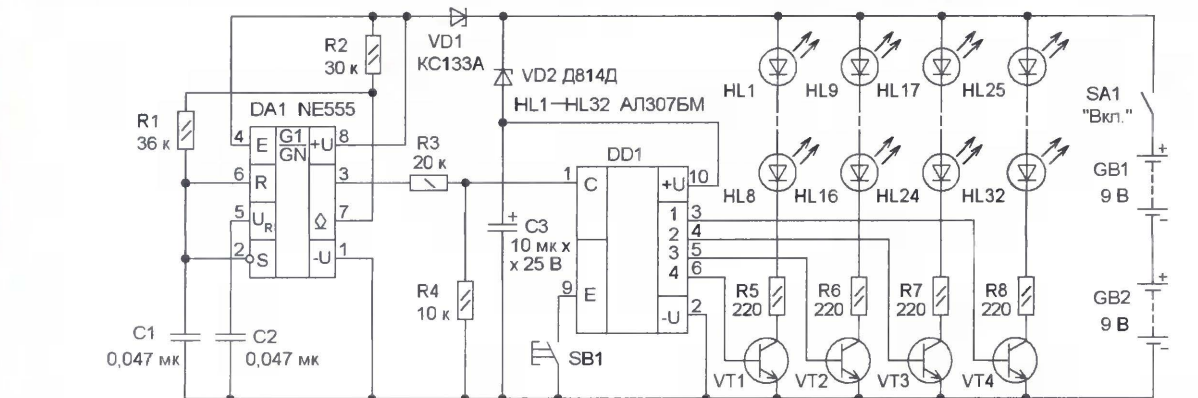 R2
30 к
VD1
КС133А
VD2 Д814Д
HL1—HL32 АЛ307БМ
HL1
HL9
HL17
HL25
SA1
"Вкл."
R1
36 к
DA1 NE555
4 E G1 +U 8
GN
6 R 3
5 UR 7
2 S -U 1
R3
20 к
DD1
1 C +U 10
1 3
2 4
3 5
4 6
9 E -U 2
C3
+
10 мк х
х 25 В
HL8
HL16
HL24
HL32
+
GB1
9 В
-
+
GB2
9 В
-
R4
10 к
R5
220
R6
220
R7
220
R8
220
C1
0,047 мк
C2
0,047 мк
SB1
VT1
VT2
VT3
VT4